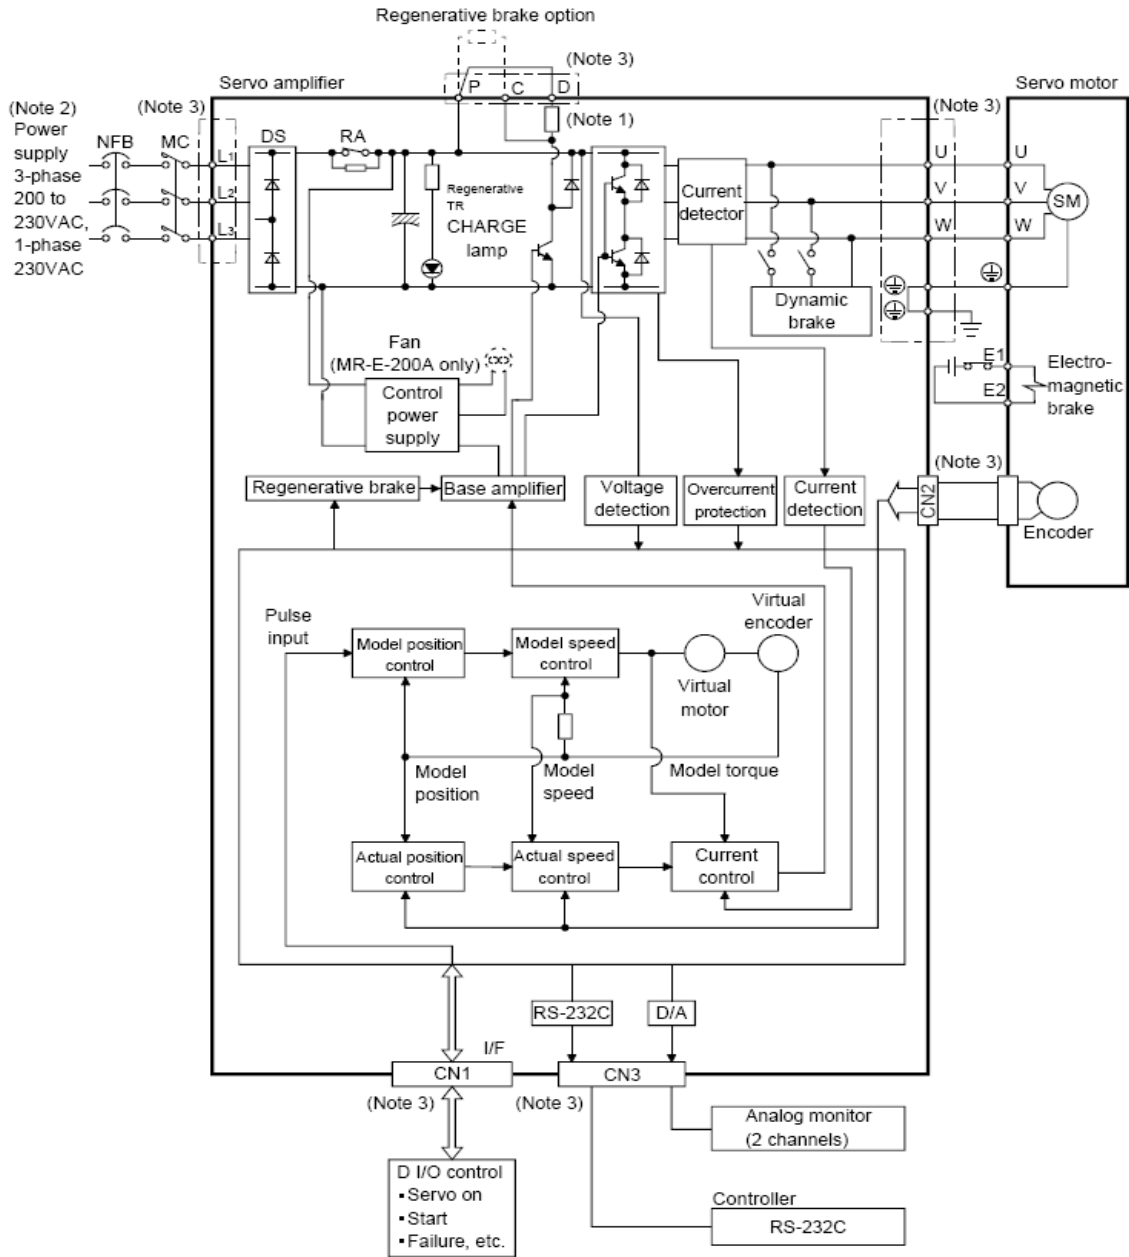 Regenerative brake option
(Note 3)
Servo amplifier
P
C
D
Servo motor
(Note 2)
Power
supply
3-phase
200 to
230VAC,
1-phase
230VAC
(Note 3)
NFB
MC
L1
L2
L3
DS
RA
(Note 1)
Regenerative
TR
CHARGE
lamp
Current
detector
(Note 3)
U
V
W
U
V
W
SM
Dynamic
brake
Fan
(MR-E-200A only)
Control
power
supply
E1
E2
Electro-
magnetic
brake
Regenerative brake
Base amplifier
Voltage
detection
Overcurrent
protection
Current
detection
(Note 3)
CN2
Encoder
Pulse
input
Model position
control
Model speed
control
Virtual
encoder
Virtual
motor
Model
position
Model
speed
Model torque
Actual position
control
Actual speed
control
Current
control
RS-232C
D/A
I/F
CN1
CN3
(Note 3)
(Note 3)
Analog monitor
(2 channels)
D I/O control
▪ Servo on
▪ Start
▪ Failure, etc.
Controller
RS-232C